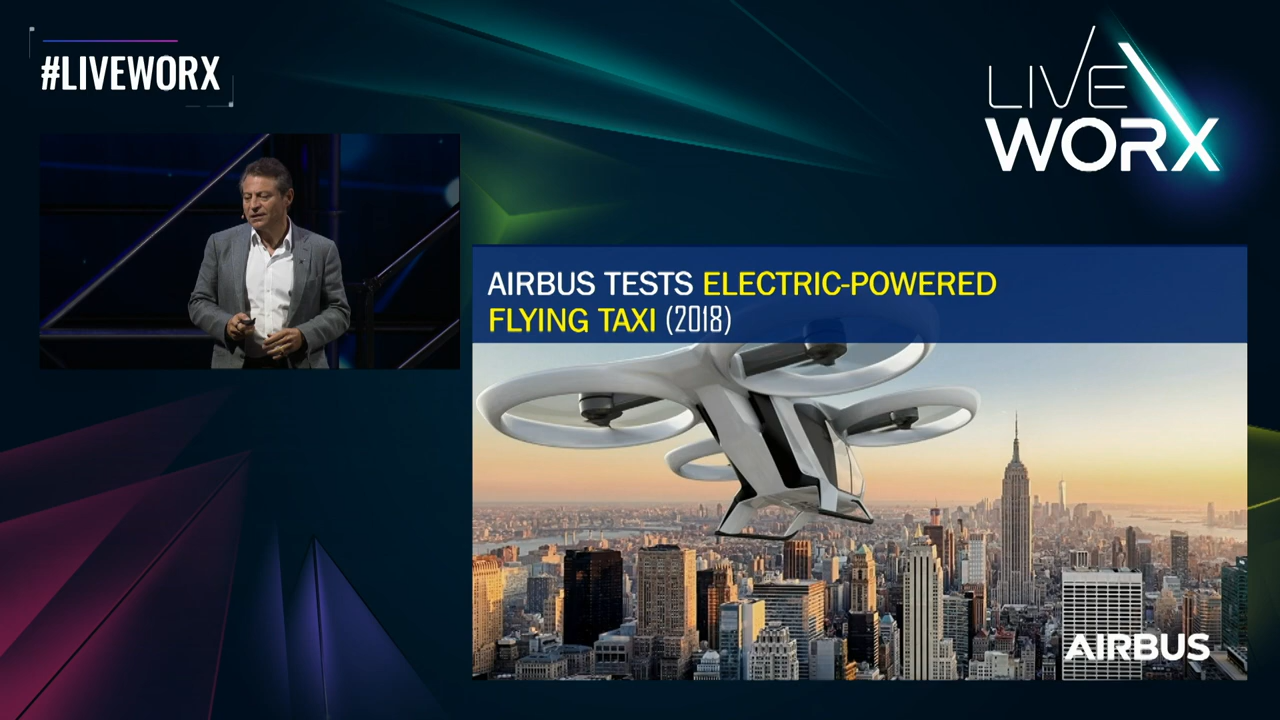 #LIVEWORX
LIVE
WORX
AIRBUS TESTS ELECTRIC-POWERED
FLYING TAXI (2018)
AIRBUS